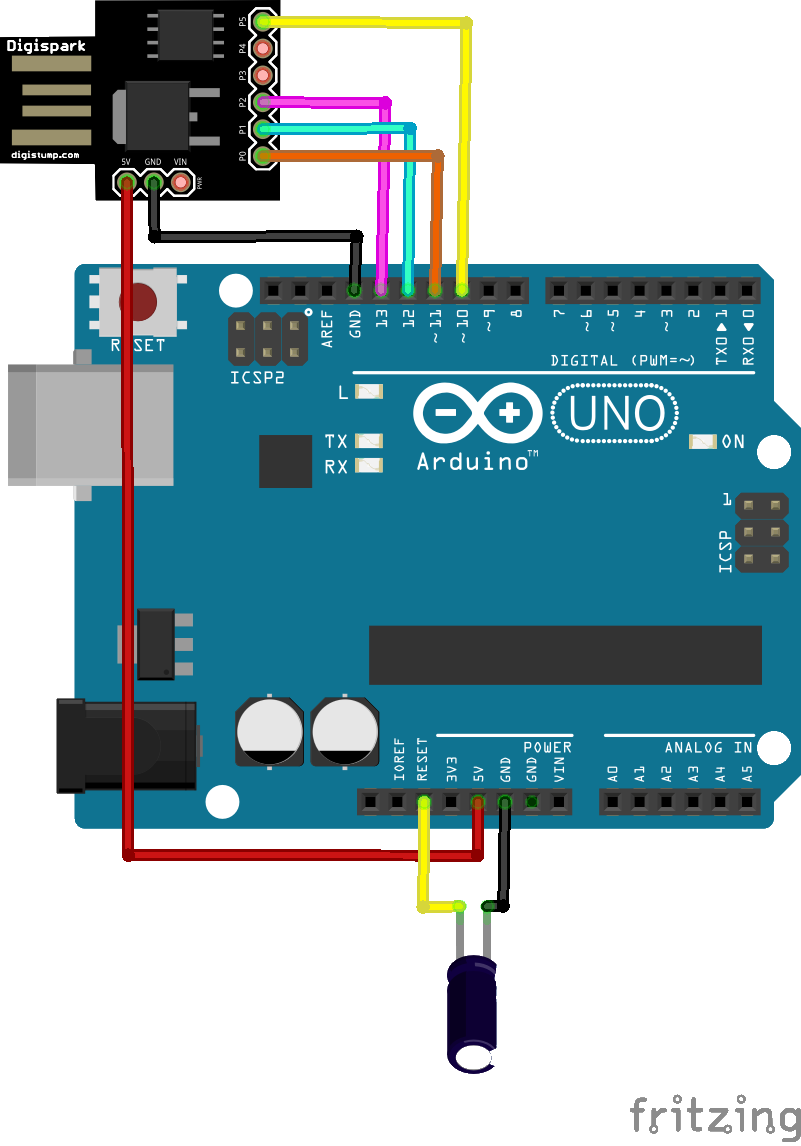 Digispark
digistump.com
P5
P4
P3
P2
P1
P0
5V GND VIN
PWR
RESET
ICSP2
AREF
GND
13
12
~11
~10
~9
8
7
~6
~5
4
~3
2
TX0▶1
RX0◀0
DIGITAL (PWM=~)
L
TX
RX
UNO
Arduino™
ON
1
ICSP
IOREF
RESET
3V3
5V
GND
GND
VIN
POWER
ANALOG IN
A0
A1
A2
A3
A4
A5
fritzing